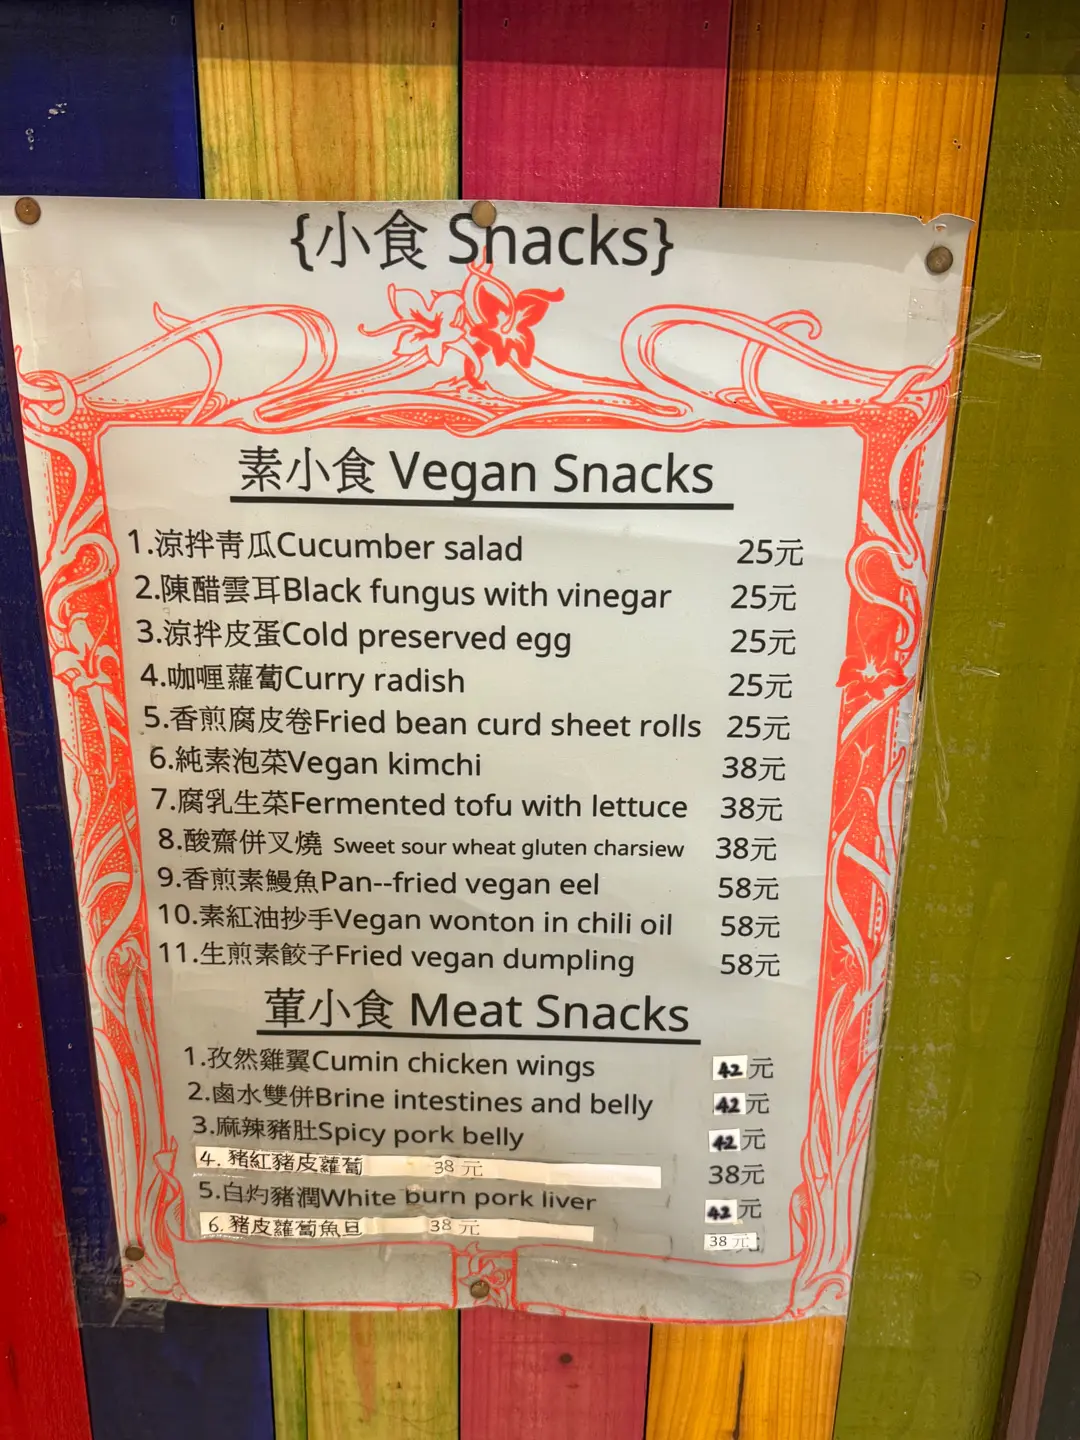 {小食 Snacks}
素小食 Vegan Snacks
1.涼拌青瓜Cucumber salad 25元
2.陳醋雲耳Black fungus with vinegar 25元
3.涼拌皮蛋Cold preserved egg 25元
4.咖喱蘿蔔Curry radish 25元
5.香煎腐皮卷Fried bean curd sheet rolls 25元
6.純素泡菜Vegan kimchi 38元
7.腐乳生菜Fermented tofu with lettuce 38元
8.酸齋併叉燒 Sweet sour wheat gluten charsiew 38元
9.香煎素鰻魚Pan--fried vegan eel 58元
10.素紅油抄手Vegan wonton in chili oil 58元
11.生煎素餃子Fried vegan dumpling 58元
葷小食 Meat Snacks
1.孜然雞翼Cumin chicken wings 42元
2.鹵水雙併Brine intestines and belly 42元
3.麻辣豬肚Spicy pork belly 42元
4. 豬紅豬皮蘿蔔 38元 38元
5.白灼豬潤White burn pork liver 42元
6. 豬皮蘿蔔魚旦 38元 38元